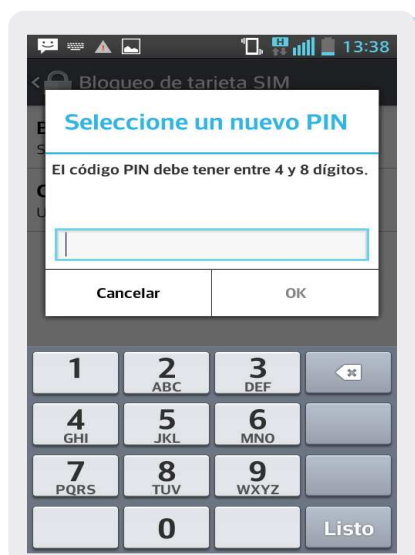 H 13:38
Bloqueo de tarjeta SIM
Seleccione un nuevo PIN
El código PIN debe tener entre 4 y 8 dígitos.
Cancelar OK
1 2 3
ABC DEF
4 5 6
GHI JKL MNO
7 8 9
PQRS TUV WXYZ
0 Listo